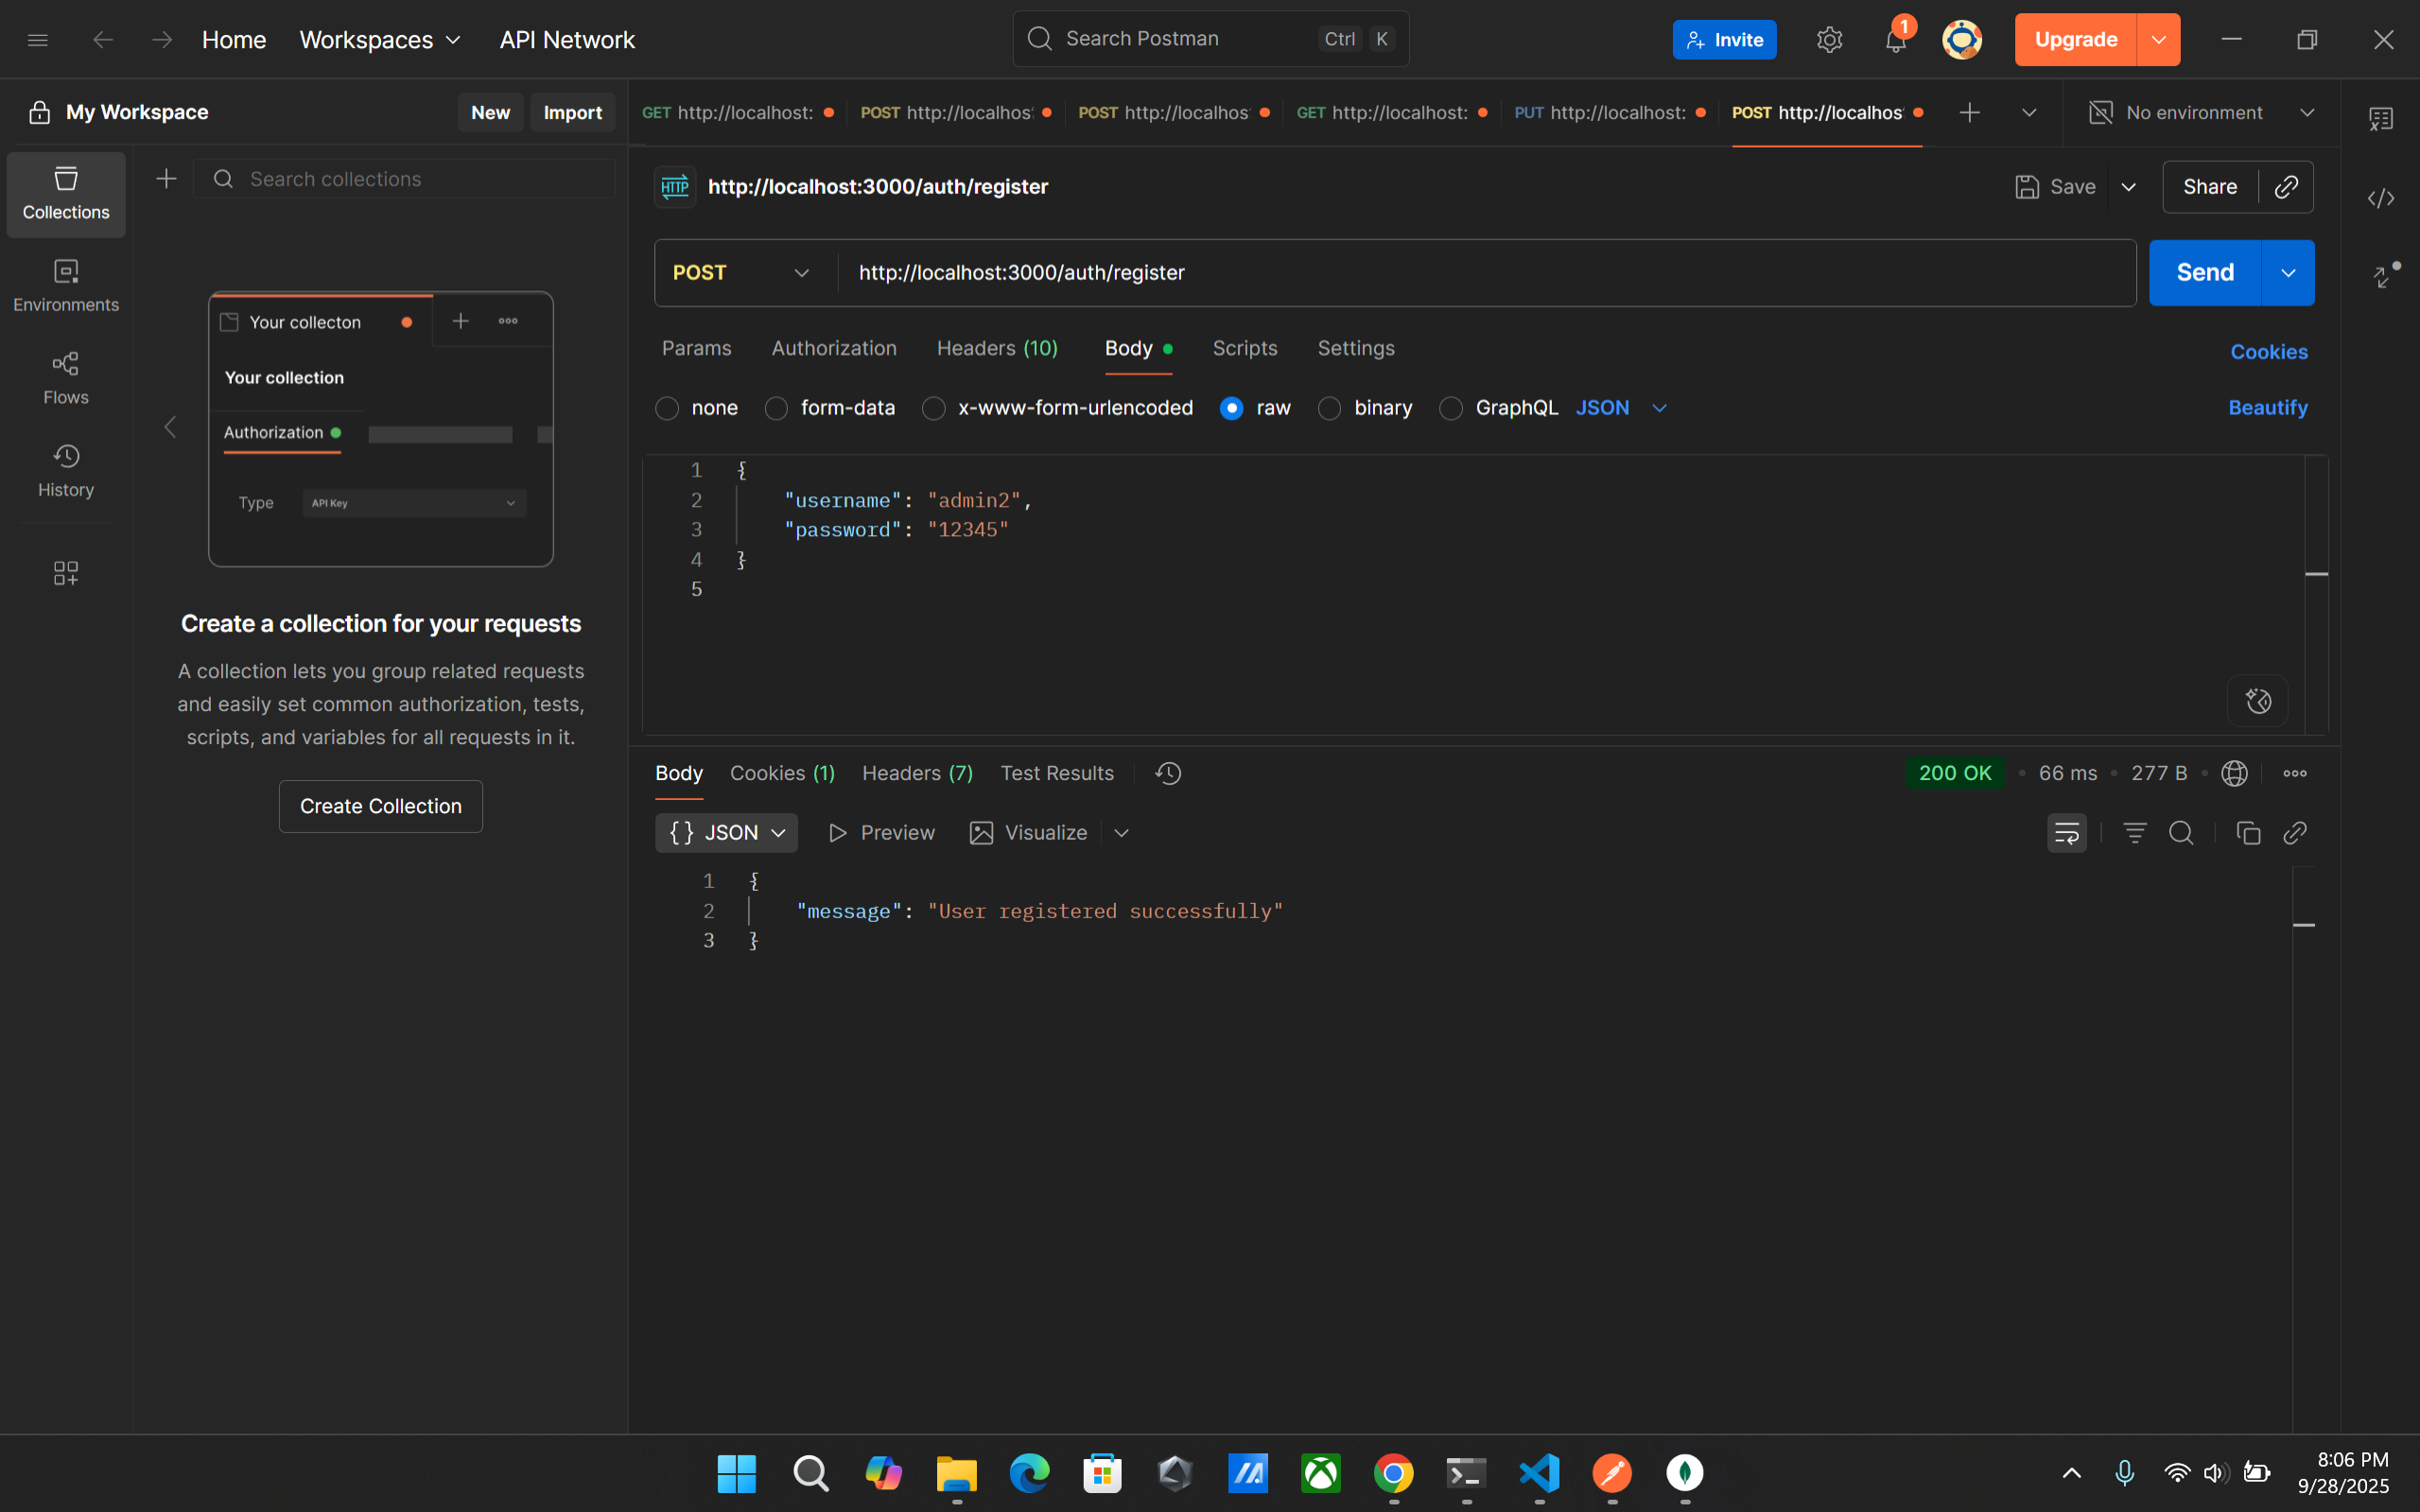 Home Workspaces API Network Search Postman Ctrl K Invite 1 Upgrade
My Workspace New Import GET http://localhost: POST http://localhos POST http://localhos GET http://localhost: PUT http://localhost: POST http://localhos No environment
Collections
Environments
Flows
History
Search collections
Your collecton
Your collection
Authorization
Type API Key
Create a collection for your requests
A collection lets you group related requests
and easily set common authorization, tests,
scripts, and variables for all requests in it.
Create Collection
HTTP http://localhost:3000/auth/register Save Share
POST http://localhost:3000/auth/register Send
Params Authorization Headers (10) Body Scripts Settings Cookies
none form-data x-www-form-urlencoded raw binary GraphQL JSON Beautify
1 {
2 "username": "admin2",
3 "password": "12345"
4 }
5
Body Cookies (1) Headers (7) Test Results 200 OK 66 ms 277 B
{} JSON Preview Visualize
1 {
2 "message": "User registered successfully"
3 }
8:06 PM
9/28/2025